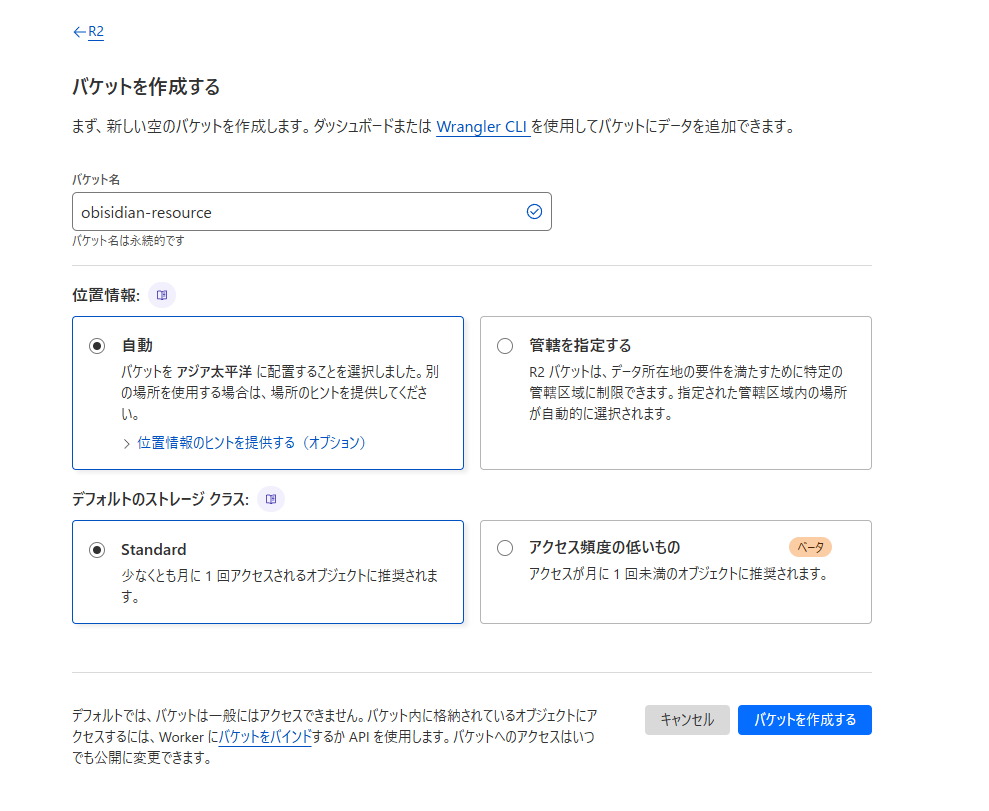 ←R2
バケットを作成する
まず、新しい空のバケットを作成します。ダッシュボードまたは Wrangler CLI を使用してバケットにデータを追加できます。
バケット名
obisidian-resource
バケット名は永続的です
位置情報:
自動
バケットを アジア太平洋 に配置することを選択しました。別
の場所を使用する場合は、場所のヒントを提供してくださ
い。
> 位置情報のヒントを提供する（オプション）
管轄を指定する
R2 バケットは、データ所在地の要件を満たすために特定の
管轄区域に制限できます。指定された管轄区域内の場所
が自動的に選択されます。
デフォルトのストレージ クラス:
Standard
少なくとも月に 1 回アクセスされるオブジェクトに推奨されま
す。
アクセス頻度の低いもの
ベータ
アクセスが月に 1 回未満のオブジェクトに推奨されます。
デフォルトでは、バケットは一般にはアクセスできません。バケット内に格納されているオブジェクトにア
クセスするには、Worker にバケットをバインドするか API を使用します。バケットへのアクセスはいつ
でも公開に変更できます。
キャンセル
バケットを作成する